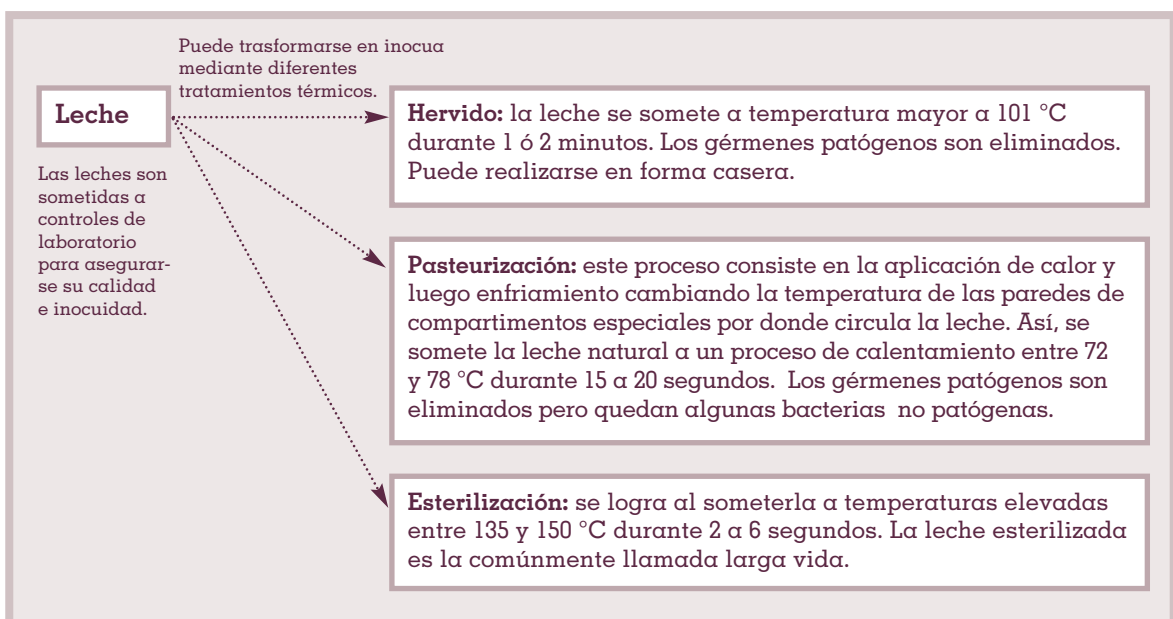 Puede trasformarse en inocua
mediante diferentes
tratamientos térmicos.
Leche
Las leches son
sometidas a
controles de
laboratorio
para asegurar-
se su calidad
e inocuidad.
Hervido: la leche se somete a temperatura mayor a 101 °C
durante 1 ó 2 minutos. Los gérmenes patógenos son eliminados.
Puede realizarse en forma casera.
Pasteurización: este proceso consiste en la aplicación de calor y
luego enfriamiento cambiando la temperatura de las paredes de
compartimentos especiales por donde circula la leche. Así, se
somete la leche natural a un proceso de calentamiento entre 72
y 78 °C durante 15 a 20 segundos. Los gérmenes patógenos son
eliminados pero quedan algunas bacterias no patógenas.
Esterilización: se logra al someterla a temperaturas elevadas
entre 135 y 150 °C durante 2 a 6 segundos. La leche esterilizada
es la comúnmente llamada larga vida.